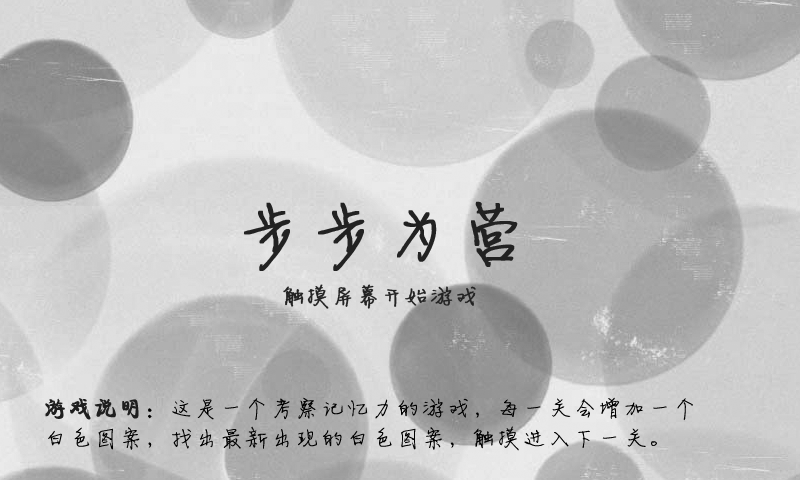 步步为营
触摸屏幕开始游戏
游戏说明：这是一个考察记忆力的游戏，每一关会增加一个
白色图案，找出最新出现的白色图案，触摸进入下一关。